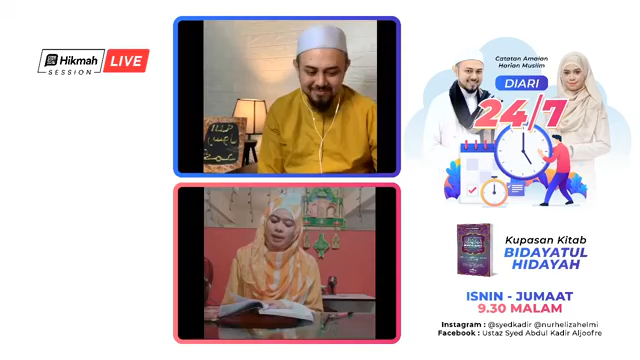 Hikmah
SESSION
LIVE
Catatan Amalan
Harian Muslim
DIARI
24/7
Kupasan Kitab
BIDAYATUL
HIDAYAH
ISNIN - JUMAAT
9.30 MALAM
Instagram : @syedkadir @nurhelizahelmi
Facebook : Ustaz Syed Abdul Kadir Aljoofre